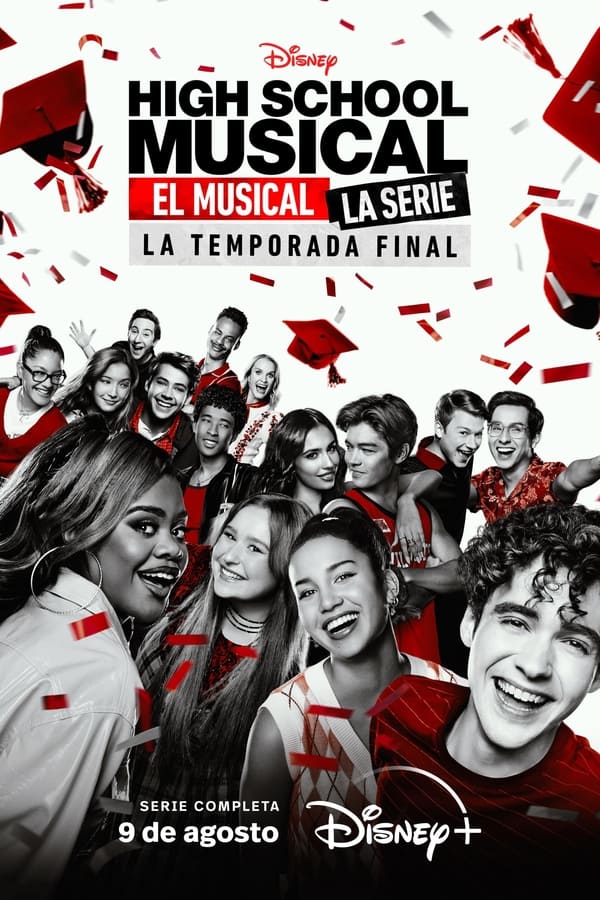 Disney
HIGH SCHOOL
MUSICAL
EL MUSICAL
LA SERIE
LA TEMPORADA FINAL
SERIE COMPLETA
9 de agosto
Disney+